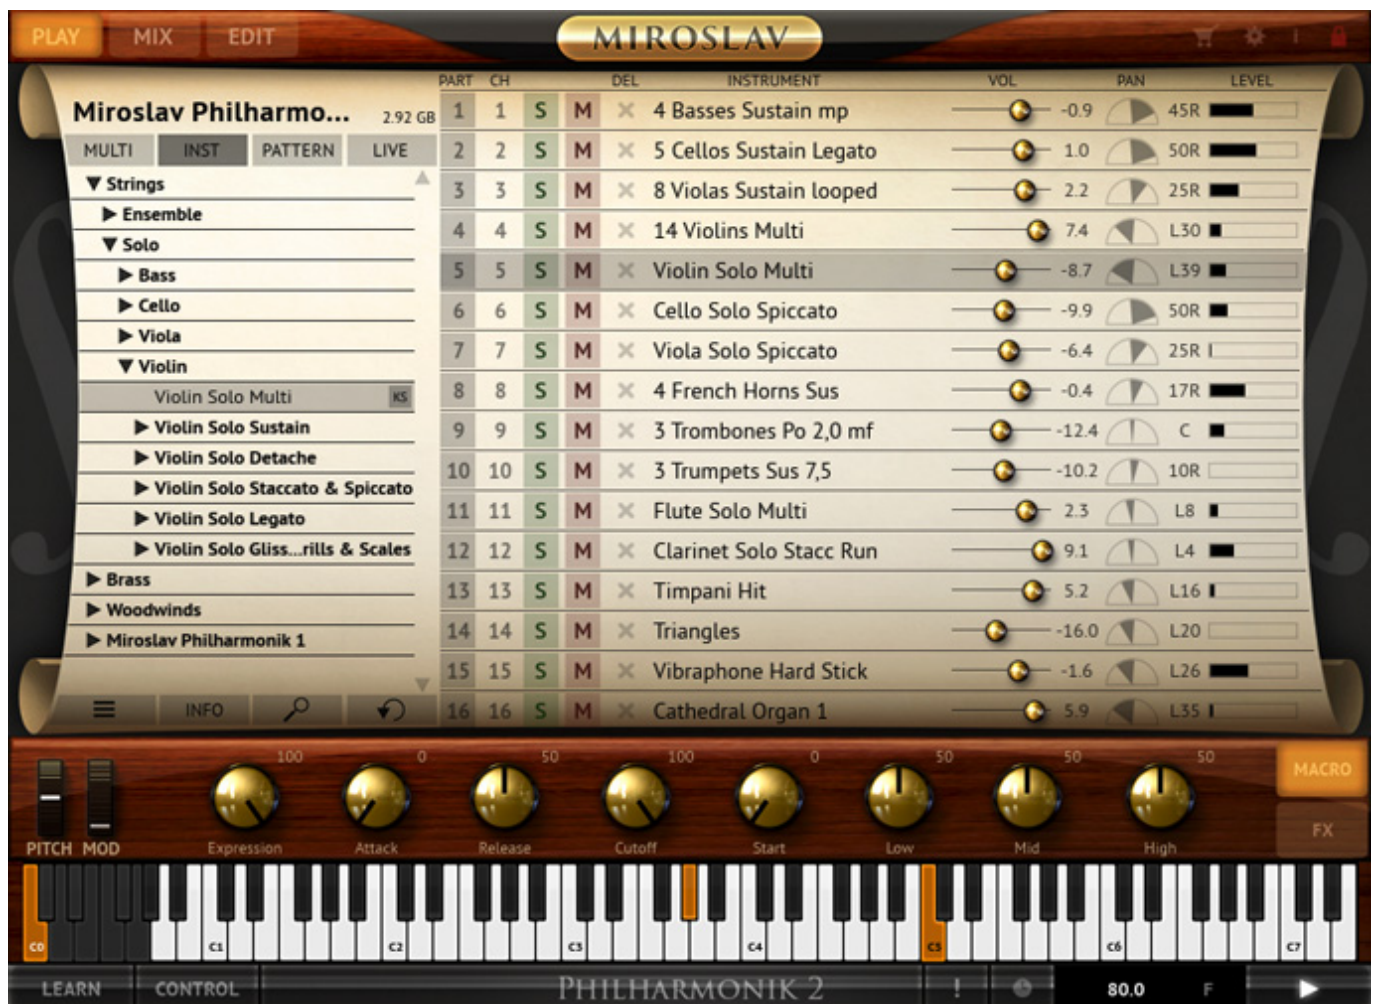 PLAY MIX EDIT MIROSLAV
PART CH DEL INSTRUMENT VOL PAN LEVEL
Miroslav Philharmo... 2.92 GB
MULTI INST PATTERN LIVE
Strings
Ensemble
Solo
Bass
Cello
Viola
Violin
Violin Solo Multi KS
Violin Solo Sustain
Violin Solo Detache
Violin Solo Staccato & Spiccato
Violin Solo Legato
Violin Solo Gliss...rills & Scales
Brass
Woodwinds
Miroslav Philharmonik 1
INFO
1 1 S M X 4 Basses Sustain mp -0.9 45R
2 2 S M X 5 Cellos Sustain Legato 1.0 50R
3 3 S M X 8 Violas Sustain looped 2.2 25R
4 4 S M X 14 Violins Multi 7.4 L30
5 5 S M X Violin Solo Multi -8.7 L39
6 6 S M X Cello Solo Spiccato -9.9 50R
7 7 S M X Viola Solo Spiccato -6.4 25R
8 8 S M X 4 French Horns Sus -0.4 17R
9 9 S M X 3 Trombones Po 2,0 mf -12.4 C
10 10 S M X 3 Trumpets Sus 7,5 -10.2 10R
11 11 S M X Flute Solo Multi 2.3 L8
12 12 S M X Clarinet Solo Stacc Run 9.1 L4
13 13 S M X Timpani Hit 5.2 L16
14 14 S M X Triangles -16.0 L20
15 15 S M X Vibraphone Hard Stick -1.6 L26
16 16 S M X Cathedral Organ 1 5.9 L35
100 0 50 100 0 50 50 50
MACRO
FX
PITCH MOD Expression Attack Release Cutoff Start Low Mid High
C0 C1 C2 C3 C4 C5 C6 C7
LEARN CONTROL PHILHARMONIK 2 ! 80.0 F